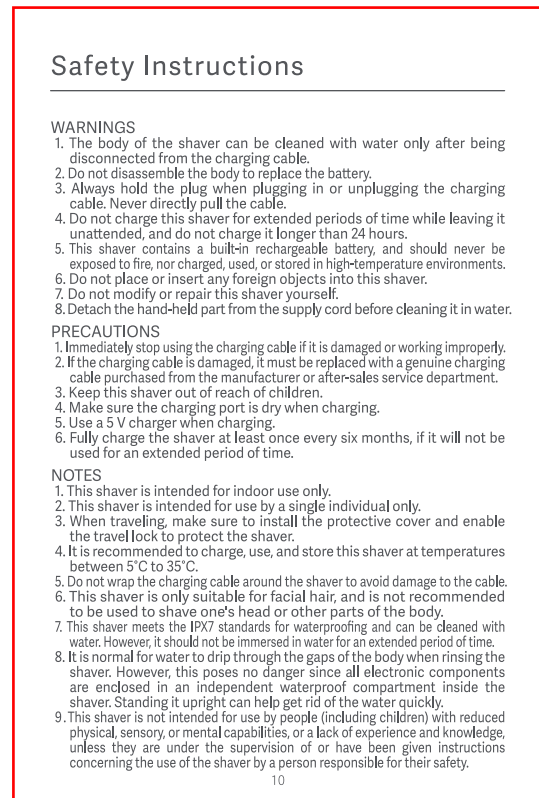 Safety Instructions
WARNINGS
1. The body of the shaver can be cleaned with water only after being
disconnected from the charging cable.
2. Do not disassemble the body to replace the battery.
3. Always hold the plug when plugging in or unplugging the charging
cable. Never directly pull the cable.
4. Do not charge this shaver for extended periods of time while leaving it
unattended, and do not charge it longer than 24 hours.
5. This shaver contains a built-in rechargeable battery, and should never be
exposed to fire, nor charged, used, or stored in high-temperature environments.
6. Do not place or insert any foreign objects into this shaver.
7. Do not modify or repair this shaver yourself.
8. Detach the hand-held part from the supply cord before cleaning it in water.
PRECAUTIONS
1. Immediately stop using the charging cable if it is damaged or working improperly.
2. If the charging cable is damaged, it must be replaced with a genuine charging
cable purchased from the manufacturer or after-sales service department.
3. Keep this shaver out of reach of children.
4. Make sure the charging port is dry when charging.
5. Use a 5 V charger when charging.
6. Fully charge the shaver at least once every six months, if it will not be
used for an extended period of time.
NOTES
1. This shaver is intended for indoor use only.
2. This shaver is intended for use by a single individual only.
3. When traveling, make sure to install the protective cover and enable
the travel lock to protect the shaver.
4. It is recommended to charge, use, and store this shaver at temperatures
between 5°C to 35°C.
5. Do not wrap the charging cable around the shaver to avoid damage to the cable.
6. This shaver is only suitable for facial hair, and is not recommended
to be used to shave one's head or other parts of the body.
7. This shaver meets the IPX7 standards for waterproofing and can be cleaned with
water. However, it should not be immersed in water for an extended period of time.
8. It is normal for water to drip through the gaps of the body when rinsing the
shaver. However, this poses no danger since all electronic components
are enclosed in an independent waterproof compartment inside the
shaver. Standing it upright can help get rid of the water quickly.
9. This shaver is not intended for use by people (including children) with reduced
physical, sensory, or mental capabilities, or a lack of experience and knowledge,
unless they are under the supervision of or have been given instructions
concerning the use of the shaver by a person responsible for their safety.
10